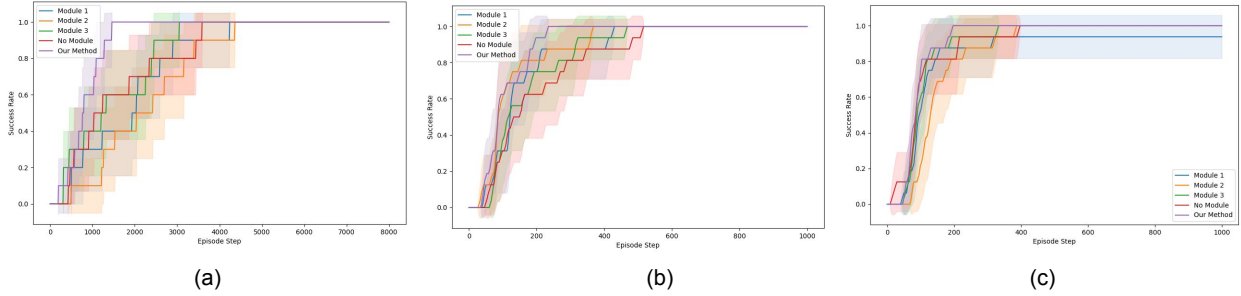 Module 1
Module 2
Module 3
No Module
Our Method
Success Rate
1.0
0.8
0.6
0.4
0.2
0.0
0 1000 2000 3000 4000 5000 6000 7000 8000
Episode Step
(a)
Module 1
Module 2
Module 3
No Module
Our Method
Success Rate
1.0
0.8
0.6
0.4
0.2
0.0
0 200 400 600 800 1000
Episode Step
(b)
Success Rate
1.0
0.8
0.6
0.4
0.2
0.0
Module 1
Module 2
Module 3
No Module
Our Method
0 200 400 600 800 1000
Episode Step
(c)